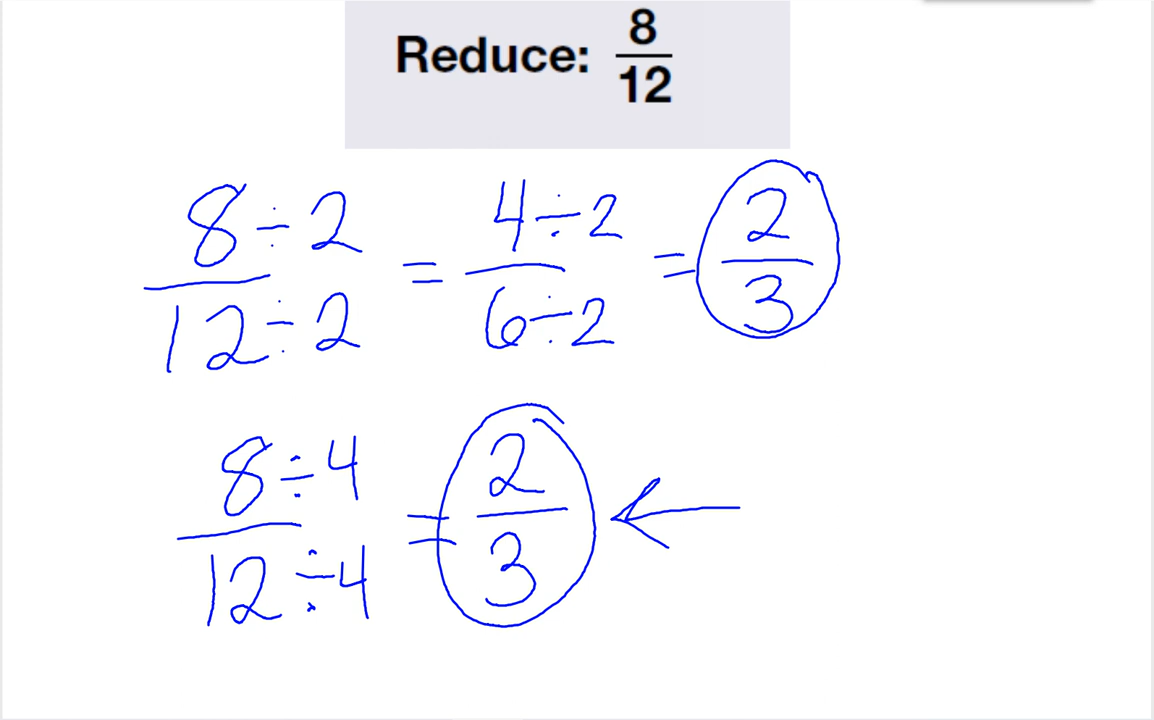 Reduce: 8/12
8÷2/12÷2 = 4÷2/6÷2 = 2/3
8÷4/12÷4 = 2/3